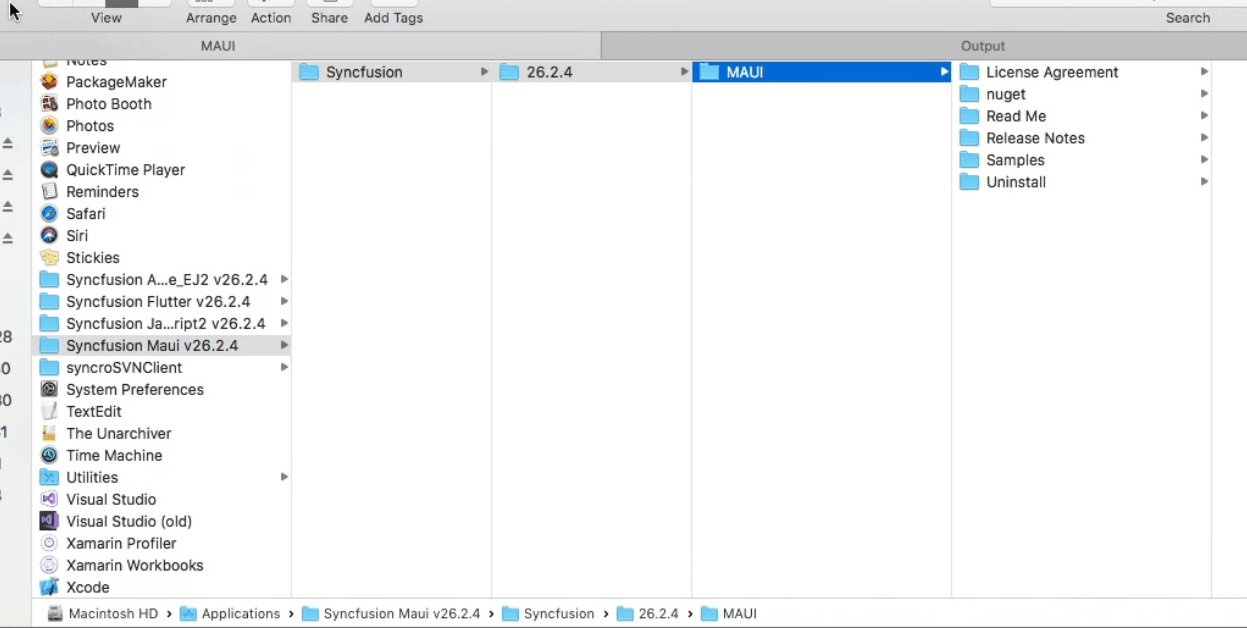 View Arrange Action Share Add Tags Search
MAUI Output
Notes
PackageMaker
Photo Booth
Photos
Preview
QuickTime Player
Reminders
Safari
Siri
Stickies
Syncfusion A...e_EJ2 v26.2.4
Syncfusion Flutter v26.2.4
Syncfusion Ja...ript2 v26.2.4
Syncfusion Maui v26.2.4
syncroSVNClient
System Preferences
TextEdit
The Unarchiver
Time Machine
Utilities
Visual Studio
Visual Studio (old)
Xamarin Profiler
Xamarin Workbooks
Xcode
Syncfusion
26.2.4
MAUI
License Agreement
nuget
Read Me
Release Notes
Samples
Uninstall
Macintosh HD › Applications › Syncfusion Maui v26.2.4 › Syncfusion › 26.2.4 › MAUI